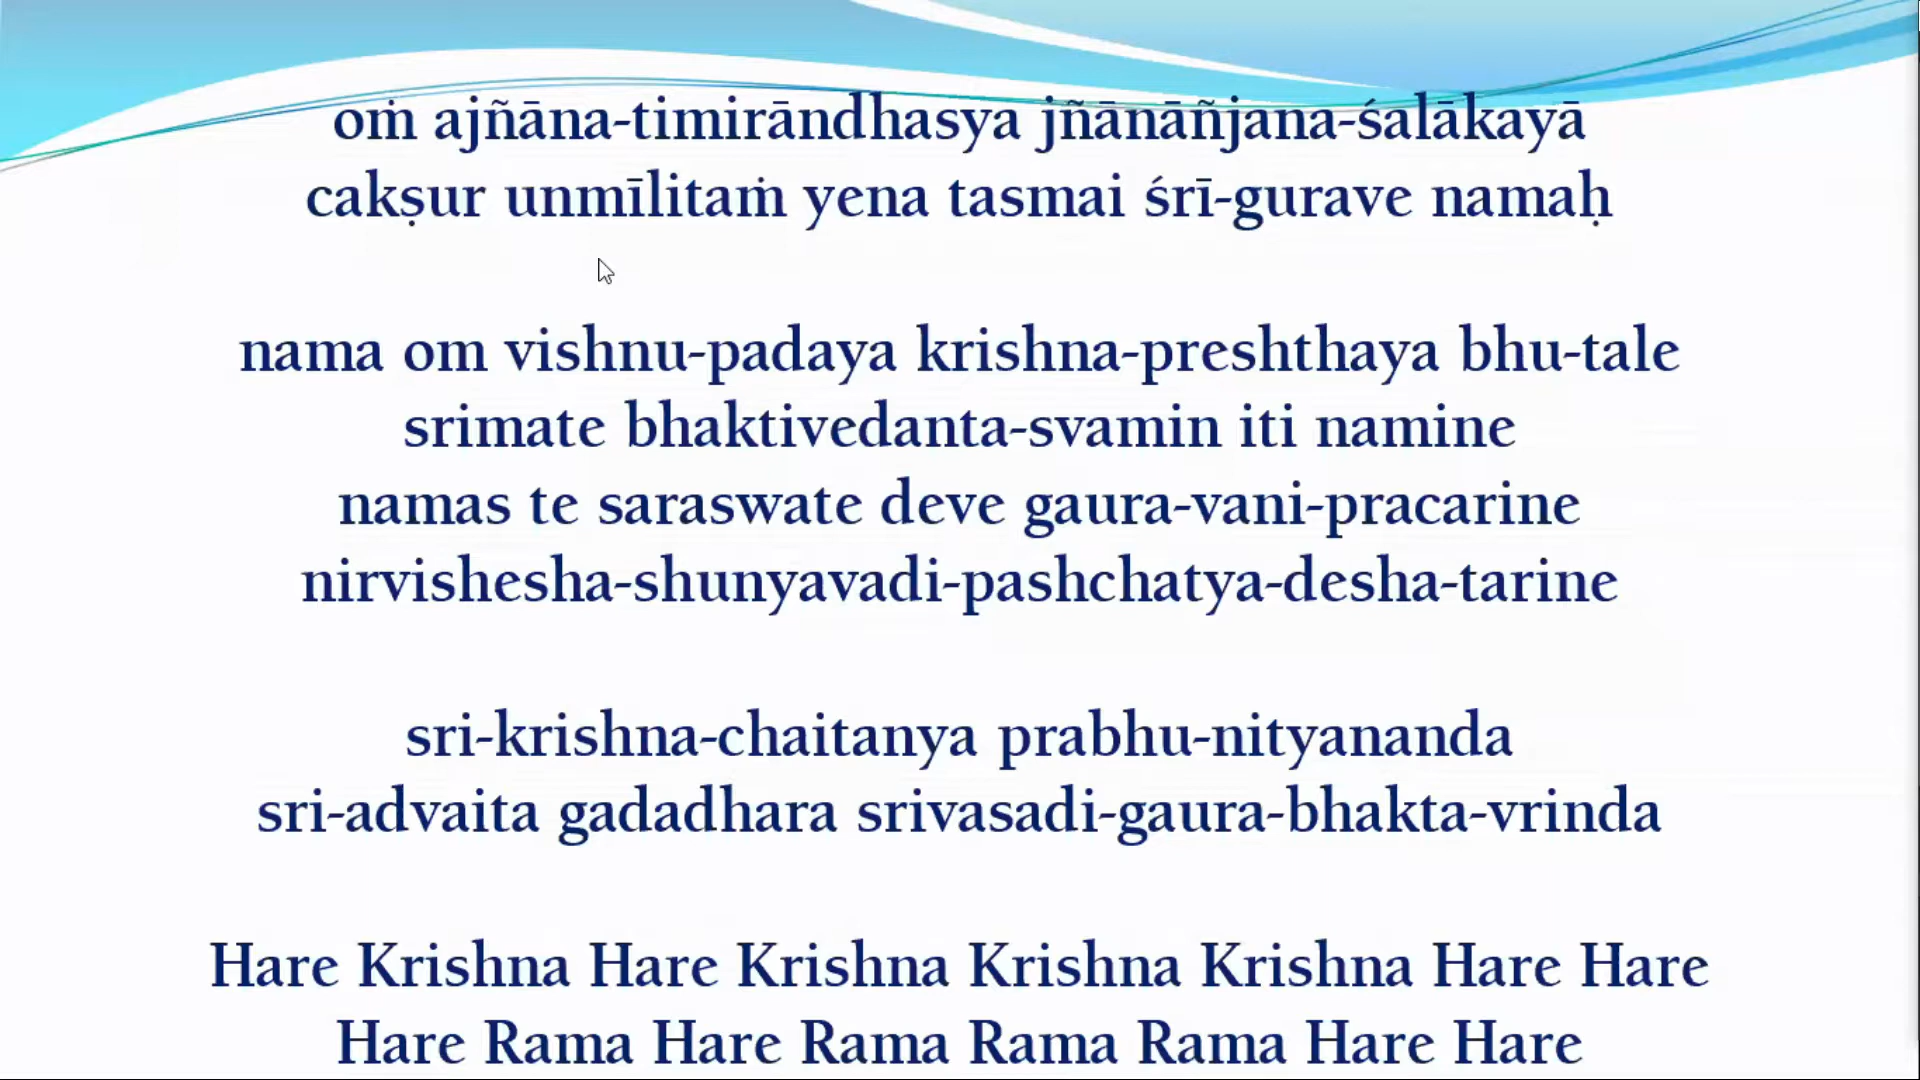 oṁ ajñāna-timirāndhasya jñānāñjana-śalākayā
cakṣur unmīlitaṁ yena tasmai śrī-gurave namaḥ
nama om vishnu-padaya krishna-preshthaya bhu-tale
srimate bhaktivedanta-svamin iti namine
namas te saraswate deve gaura-vani-pracarine
nirvishesha-shunyavadi-pashchatya-desha-tarine
sri-krishna-chaitanya prabhu-nityananda
sri-advaita gadadhara srivasadi-gaura-bhakta-vrinda
Hare Krishna Hare Krishna Krishna Krishna Hare Hare
Hare Rama Hare Rama Rama Rama Hare Hare